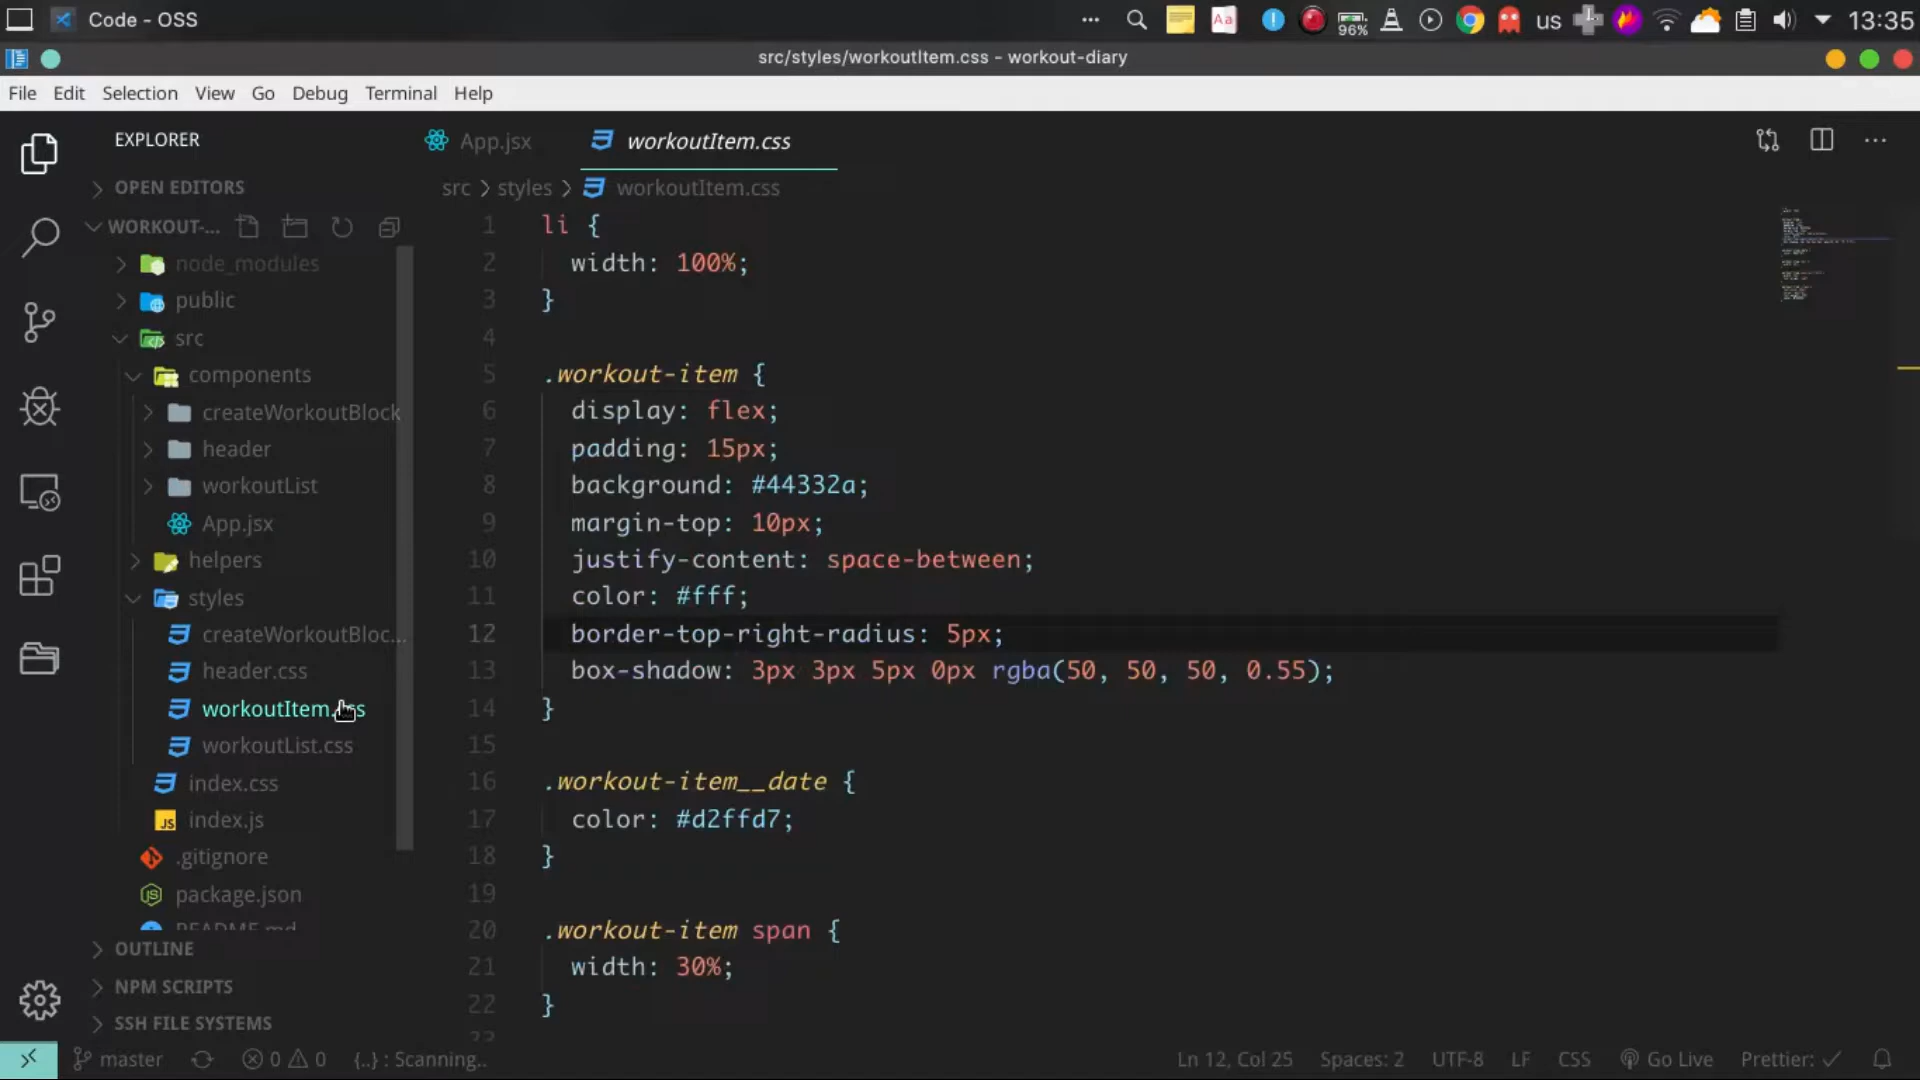 Code - OSS
Aa
96%
us
13:35
src/styles/workoutItem.css - workout-diary
File Edit Selection View Go Debug Terminal Help
EXPLORER
OPEN EDITORS
WORKOUT-...
node_modules
public
src
components
createWorkoutBlock
header
workoutList
App.jsx
helpers
styles
createWorkoutBloc...
header.css
workoutItem.css
workoutList.css
index.css
JS index.js
.gitignore
package.json
README.md
OUTLINE
NPM SCRIPTS
SSH FILE SYSTEMS
App.jsx
workoutItem.css
src > styles > workoutItem.css
1 li {
2 width: 100%;
3 }
4
5 .workout-item {
6 display: flex;
7 padding: 15px;
8 background: #44332a;
9 margin-top: 10px;
10 justify-content: space-between;
11 color: #fff;
12 border-top-right-radius: 5px;
13 box-shadow: 3px 3px 5px 0px rgba(50, 50, 50, 0.55);
14 }
15
16 .workout-item__date {
17 color: #d2ffd7;
18 }
19
20 .workout-item span {
21 width: 30%;
22 }
23
master 0 0 {..} : Scanning..
Ln 12, Col 25 Spaces: 2 UTF-8 LF CSS Go Live Prettier: ✓